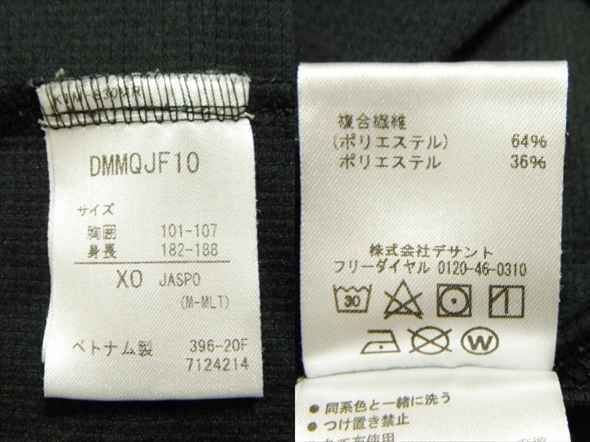 DMMQJF10
サイズ
胸囲 101-107
身長 182-188
XO JASPO
(M-MLT)
ベトナム製 396-20F
7124214
複合繊維
(ポリエステル) 64%
ポリエステル 36%
株式会社デサント
フリーダイヤル 0120-46-0310
30
W
● 同系色と一緒に洗う
● つけ置き禁止